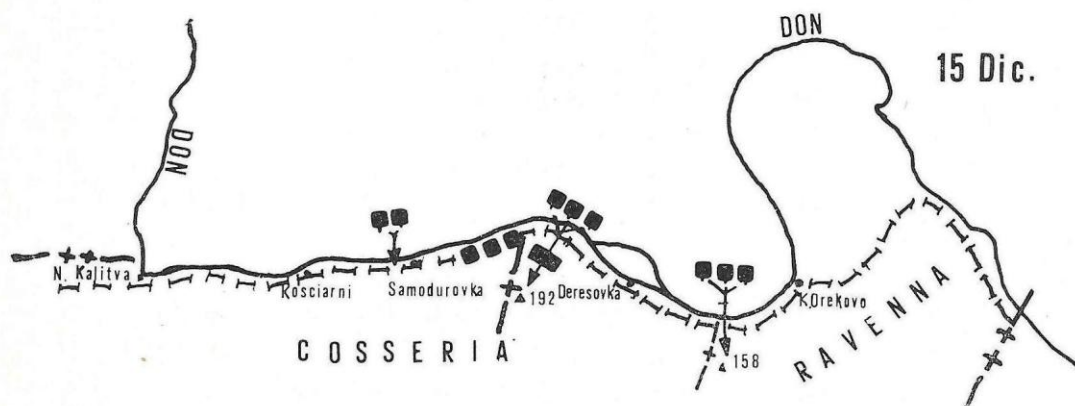 DON
15 Dic.
DON
N. Kalitva
Kosciarni
Samodurovka
192
Deresovka
K.Orekovo
158
COSSERIA
RAVENNA